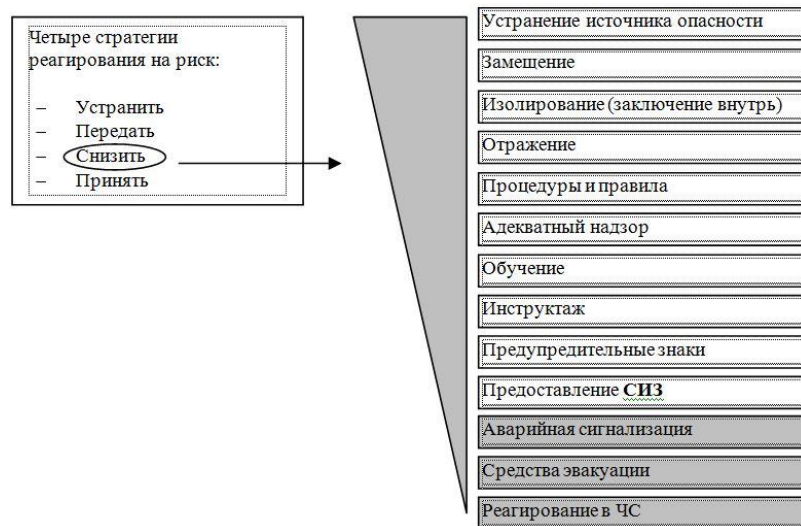 Четыре стратегии
реагирования на риск:
– Устранить
– Передать
– Снизить
– Принять
Устранение источника опасности
Замещение
Изолирование (заключение внутрь)
Отражение
Процедуры и правила
Адекватный надзор
Обучение
Инструктаж
Предупредительные знаки
Предоставление СИЗ
Аварийная сигнализация
Средства эвакуации
Реагирование в ЧС